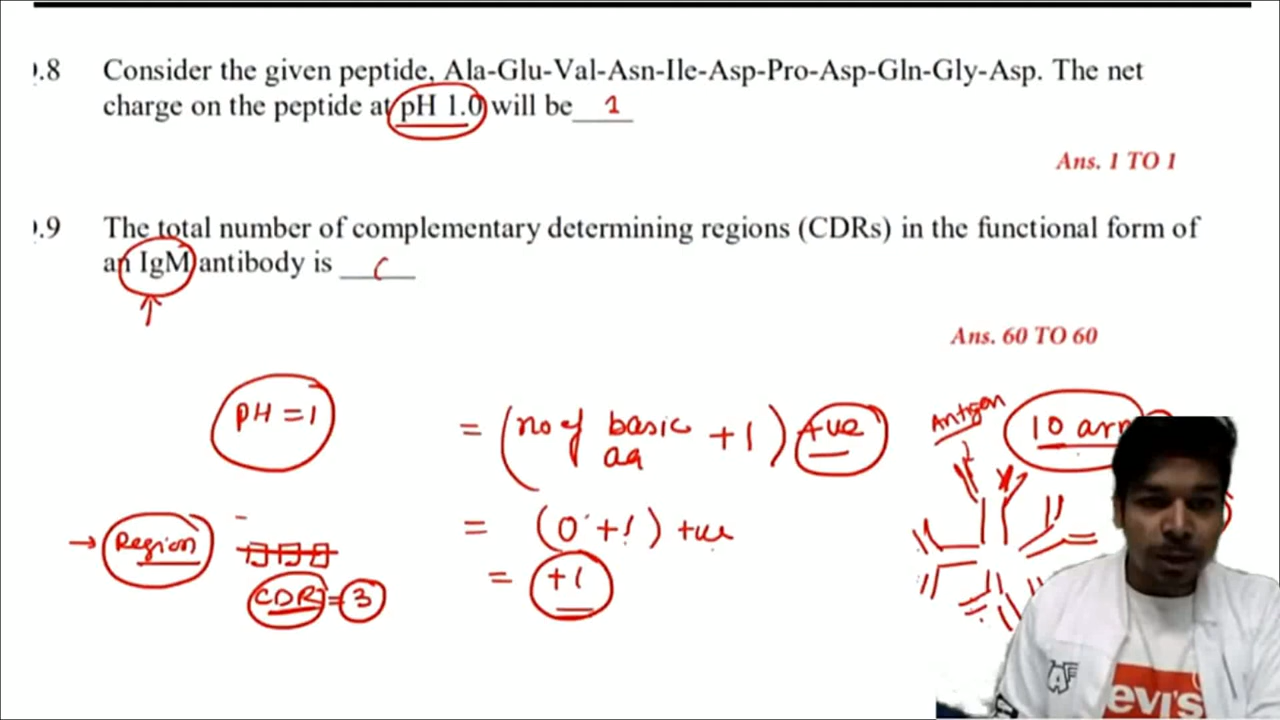 .8 Consider the given peptide, Ala-Glu-Val-Asn-Ile-Asp-Pro-Asp-Gln-Gly-Asp. The net
charge on the peptide at pH 1.0 will be 1
Ans. 1 TO 1
.9 The total number of complementary determining regions (CDRs) in the functional form of
an IgM antibody is
Ans. 60 TO 60
PH = 1
= (no of basic + 1) +ve
aa
Antigen
10 arm
= (0 + 1) +ve
→ Region
= +1
CDR = 3
LEVI'S